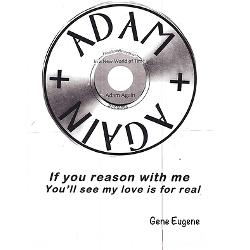 ADAM
In a New World of Time
Adam Again
+ +
AGAIN
If you reason with me
You'll see my love is for real
Gene Eugene